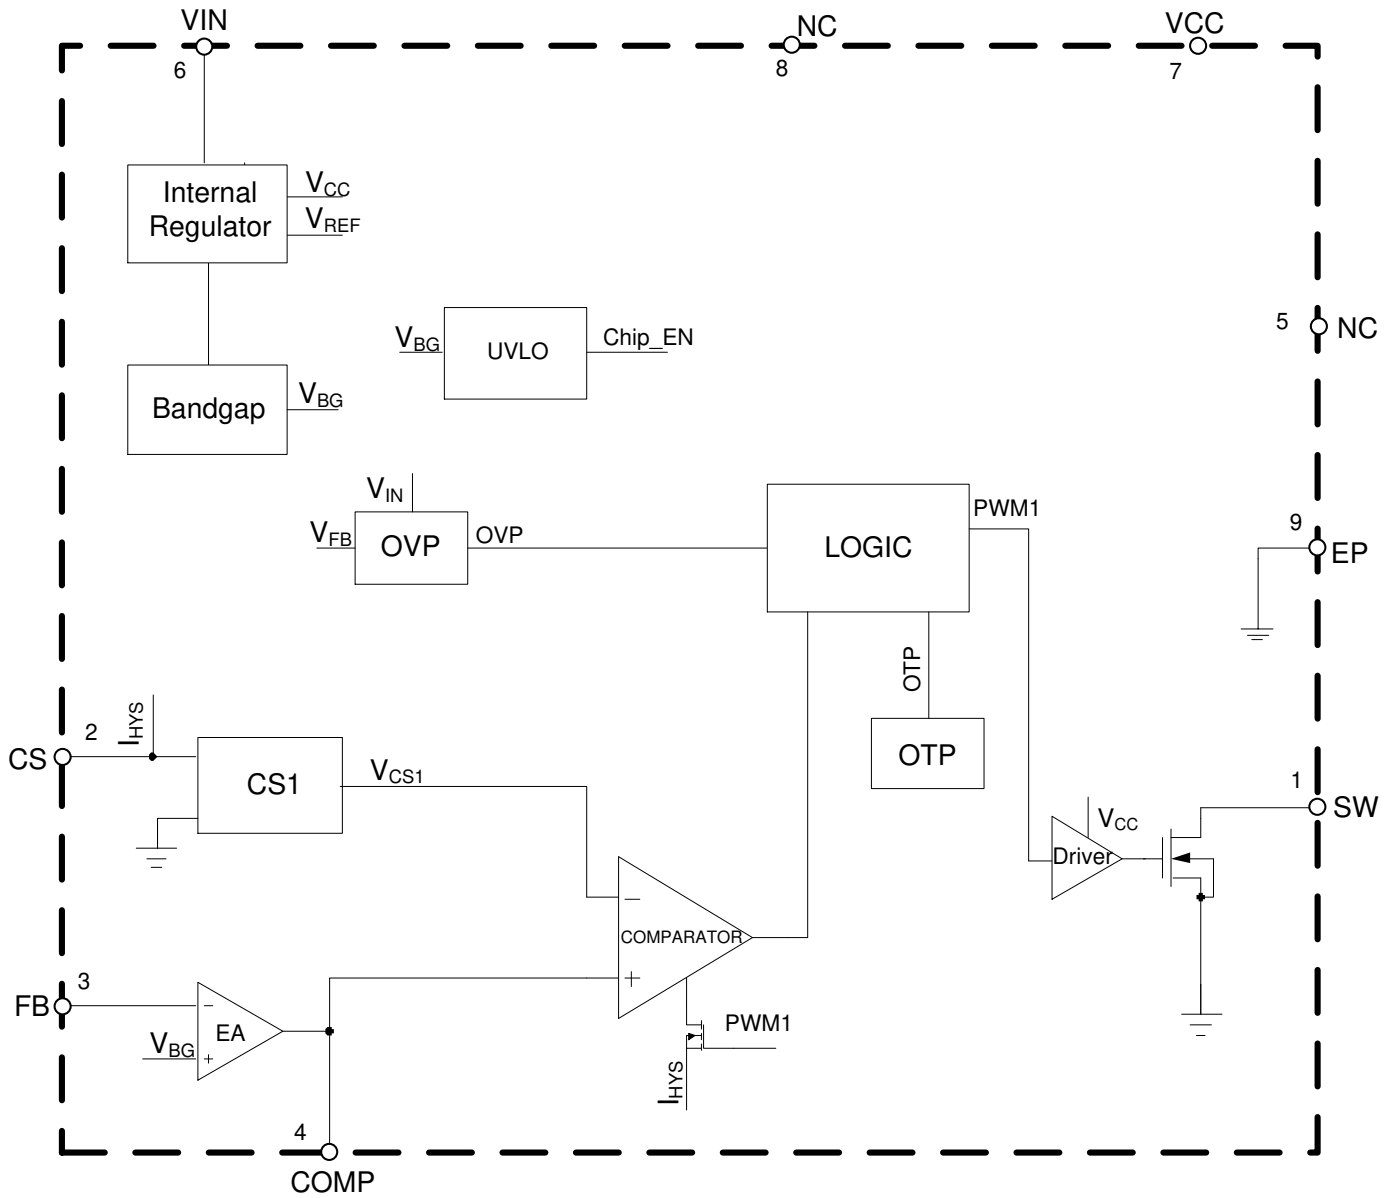 VIN
NC
VCC
6
8
7
Internal
Regulator
VCC
VREF
5
NC
VBG
UVLO
Chip_EN
Bandgap
VBG
VIN
VFB
OVP
OVP
LOGIC
PWM1
9
EP
OTP
OTP
2
IHYS
CS
CS1
VCS1
1
SW
VCC
Driver
−
COMPARATOR
+
3
FB
−
EA
VBG
+
PWM1
IHYS
4
COMP